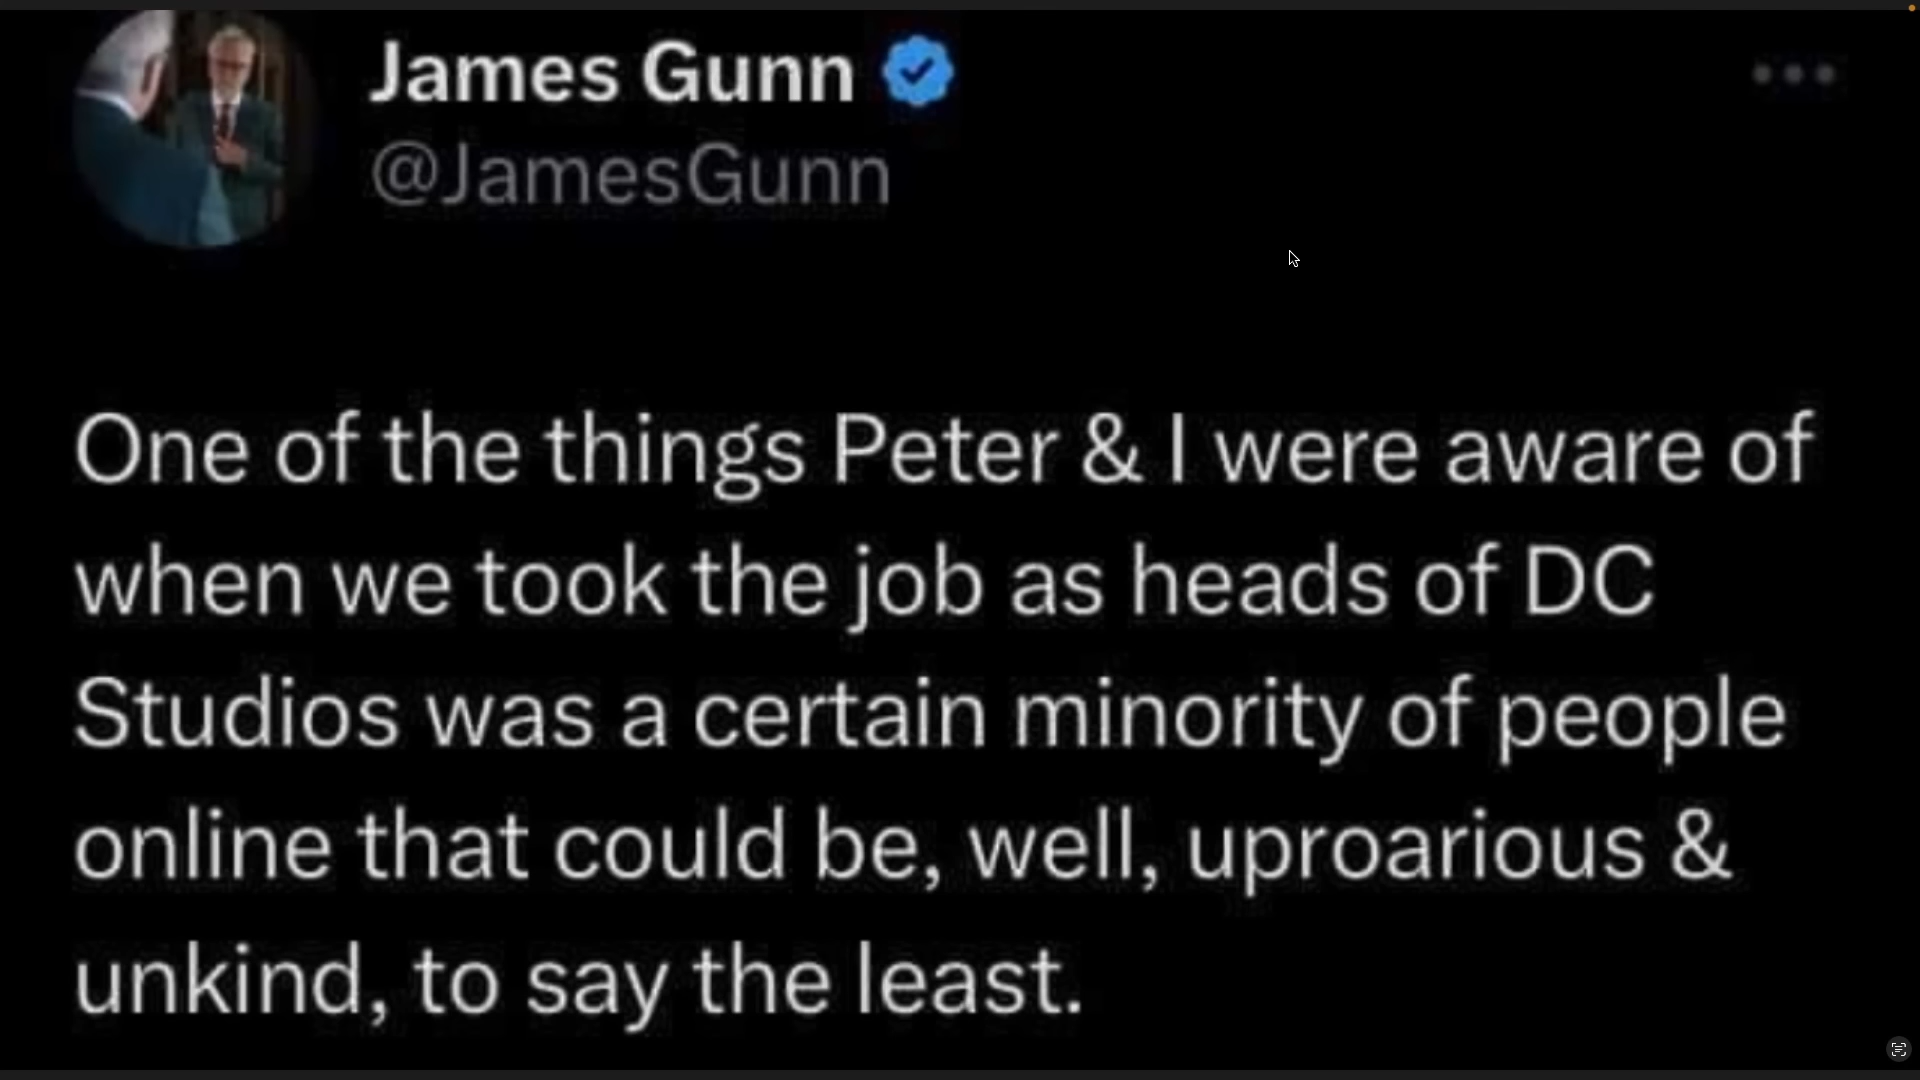 James Gunn
@JamesGunn
One of the things Peter & I were aware of
when we took the job as heads of DC
Studios was a certain minority of people
online that could be, well, uproarious &
unkind, to say the least.